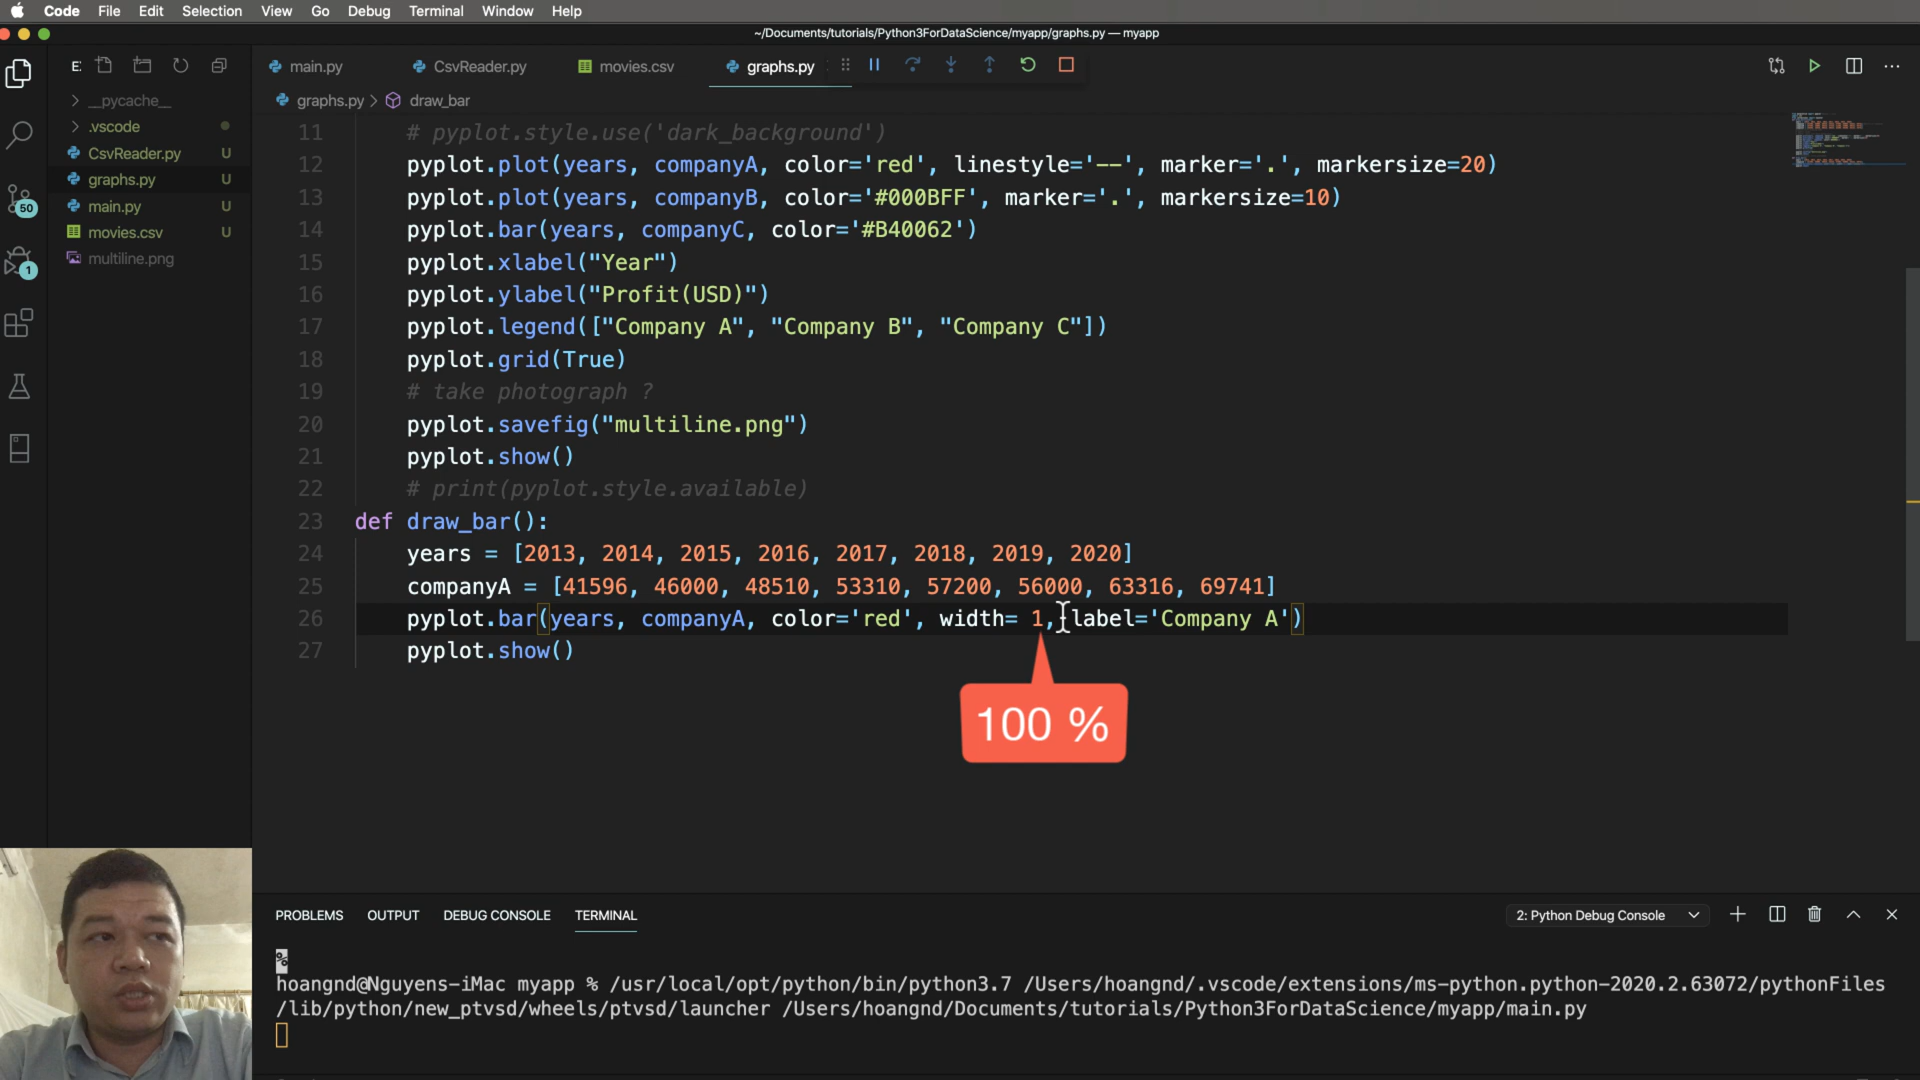 Code File Edit Selection View Go Debug Terminal Window Help
~/Documents/tutorials/Python3ForDataScience/myapp/graphs.py — myapp
E:
main.py CsvReader.py movies.csv graphs.py
graphs.py > draw_bar
__pycache__
.vscode
CsvReader.py U
graphs.py U
main.py U
movies.csv U
multiline.png
50
1
11 # pyplot.style.use('dark_background')
12 pyplot.plot(years, companyA, color='red', linestyle='--', marker='.', markersize=20)
13 pyplot.plot(years, companyB, color='#000BFF', marker='.', markersize=10)
14 pyplot.bar(years, companyC, color='#B40062')
15 pyplot.xlabel("Year")
16 pyplot.ylabel("Profit(USD)")
17 pyplot.legend(["Company A", "Company B", "Company C"])
18 pyplot.grid(True)
19 # take photograph ?
20 pyplot.savefig("multiline.png")
21 pyplot.show()
22 # print(pyplot.style.available)
23 def draw_bar():
24 years = [2013, 2014, 2015, 2016, 2017, 2018, 2019, 2020]
25 companyA = [41596, 46000, 48510, 53310, 57200, 56000, 63316, 69741]
26 pyplot.bar(years, companyA, color='red', width= 1, label='Company A')
27 pyplot.show()
100 %
PROBLEMS OUTPUT DEBUG CONSOLE TERMINAL 2: Python Debug Console
%
hoangnd@Nguyens-iMac myapp % /usr/local/opt/python/bin/python3.7 /Users/hoangnd/.vscode/extensions/ms-python.python-2020.2.63072/pythonFiles
/lib/python/new_ptvsd/wheels/ptvsd/launcher /Users/hoangnd/Documents/tutorials/Python3ForDataScience/myapp/main.py